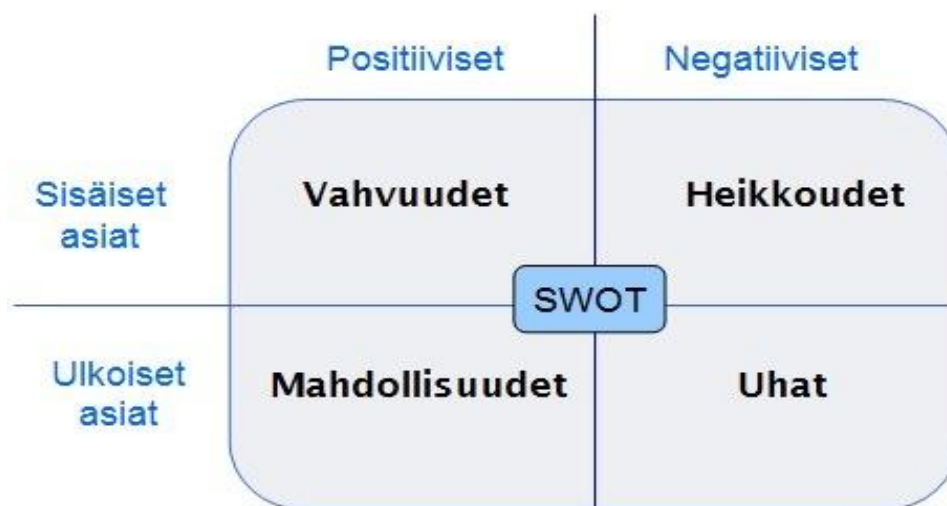 Positiiviset Negatiiviset
Sisäiset
asiat
Vahvuudet Heikkoudet
SWOT
Ulkoiset
asiat
Mahdollisuudet Uhat